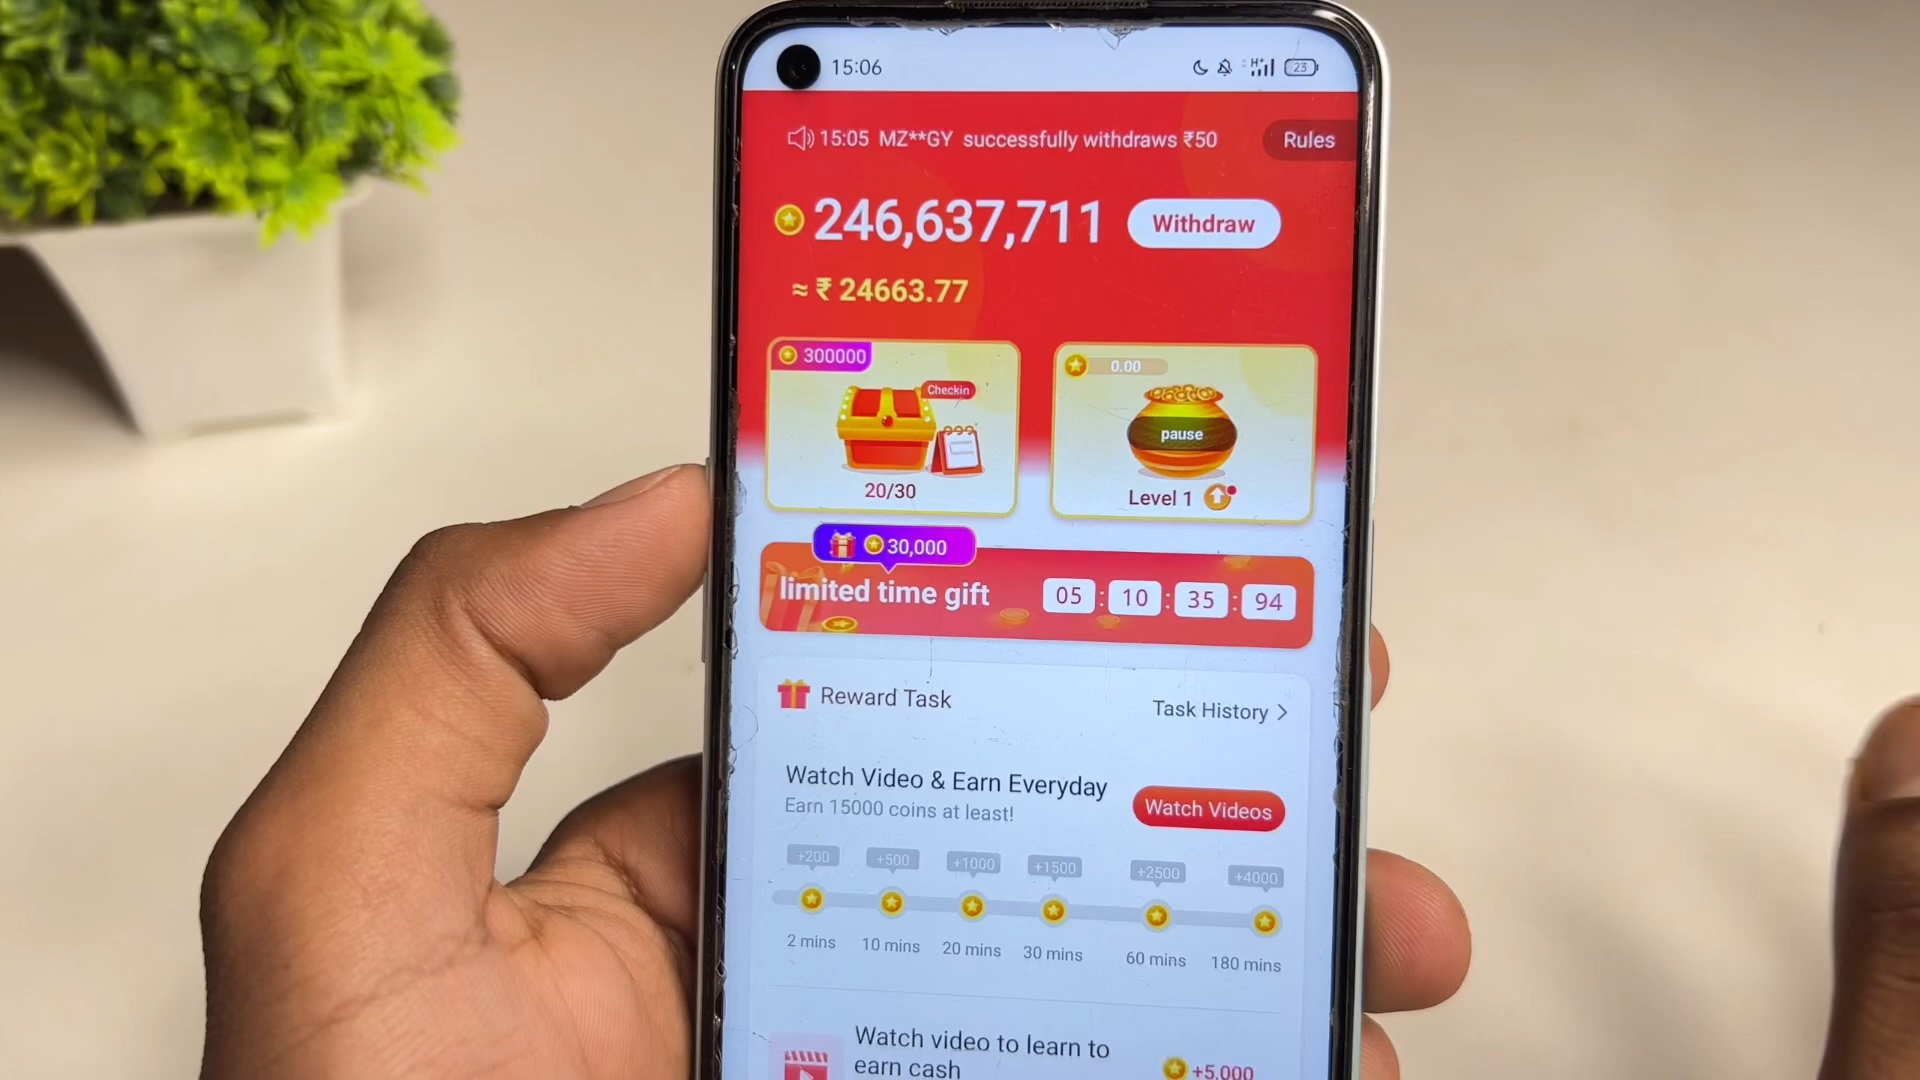 15:06
H+
23
15:05 MZ**GY successfully withdraws ₹50
Rules
246,637,711
Withdraw
≈ ₹ 24663.77
300000
Checkin
20/30
0.00
pause
Level 1
30,000
limited time gift
05 : 10 : 35 : 94
Reward Task
Task History >
Watch Video & Earn Everyday
Earn 15000 coins at least!
Watch Videos
+200 +500 +1000 +1500 +2500 +4000
2 mins 10 mins 20 mins 30 mins 60 mins 180 mins
Watch video to learn to
earn cash
+5,000